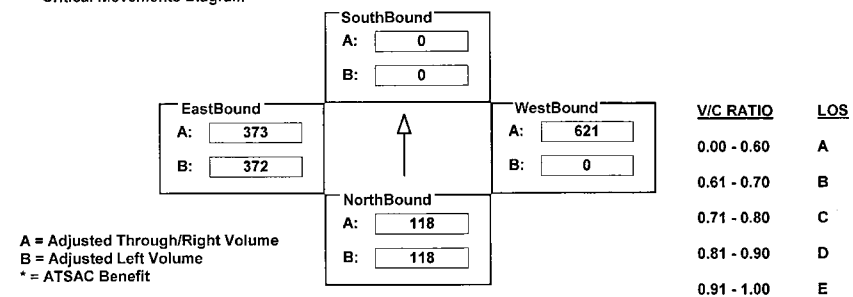 Critical Movements Diagram
SouthBound
A: 0
B: 0
EastBound
A: 373
B: 372
WestBound
A: 621
B: 0
NorthBound
A: 118
B: 118
A = Adjusted Through/Right Volume
B = Adjusted Left Volume
* = ATSAC Benefit
V/C RATIO LOS
0.00 - 0.60 A
0.61 - 0.70 B
0.71 - 0.80 C
0.81 - 0.90 D
0.91 - 1.00 E